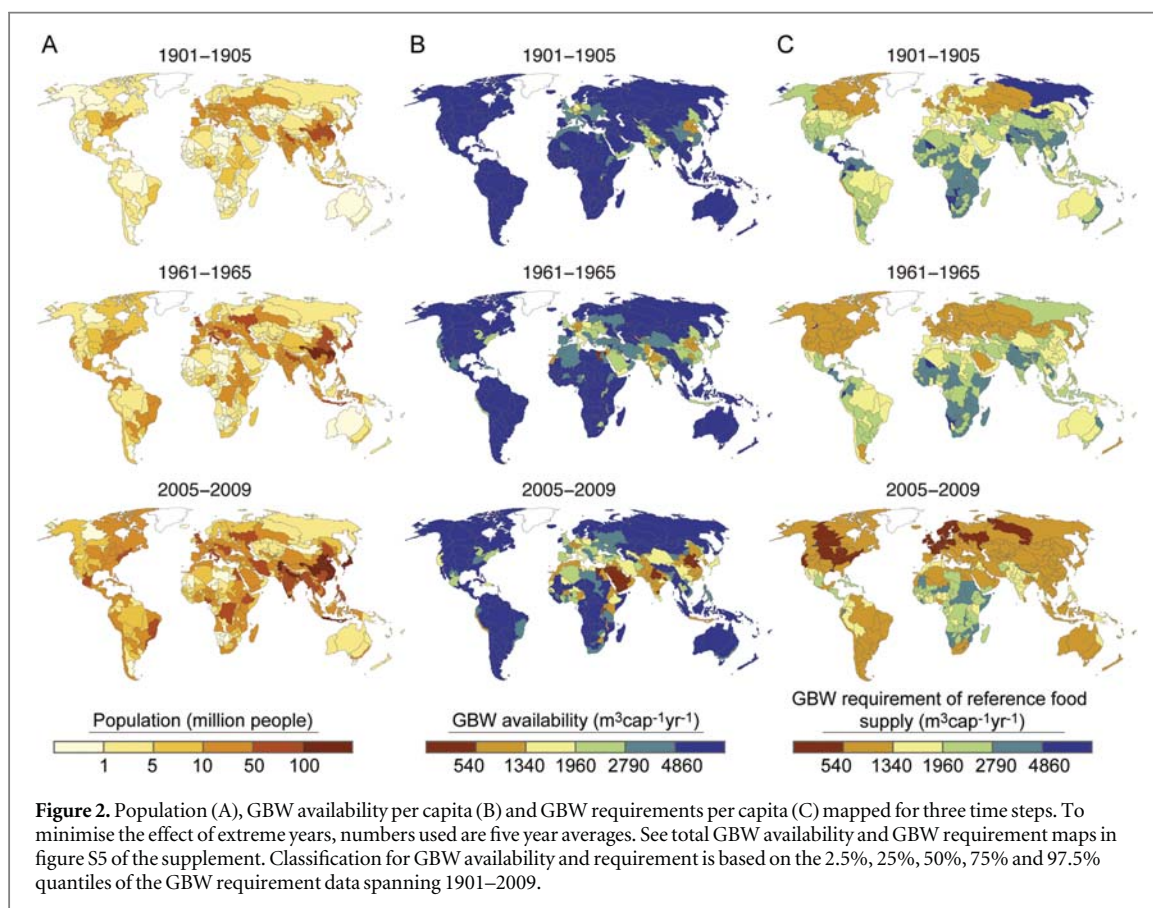 A
B
C
1901–1905
1901–1905
1901–1905
1961–1965
1961–1965
1961–1965
2005–2009
2005–2009
2005–2009
Population (million people)
1 5 10 50 100
GBW availability (m³cap⁻¹yr⁻¹)
540 1340 1960 2790 4860
GBW requirement of reference food
supply (m³cap⁻¹yr⁻¹)
540 1340 1960 2790 4860
Figure 2. Population (A), GBW availability per capita (B) and GBW requirements per capita (C) mapped for three time steps. To
minimise the effect of extreme years, numbers used are five year averages. See total GBW availability and GBW requirement maps in
figure S5 of the supplement. Classification for GBW availability and requirement is based on the 2.5%, 25%, 50%, 75% and 97.5%
quantiles of the GBW requirement data spanning 1901–2009.